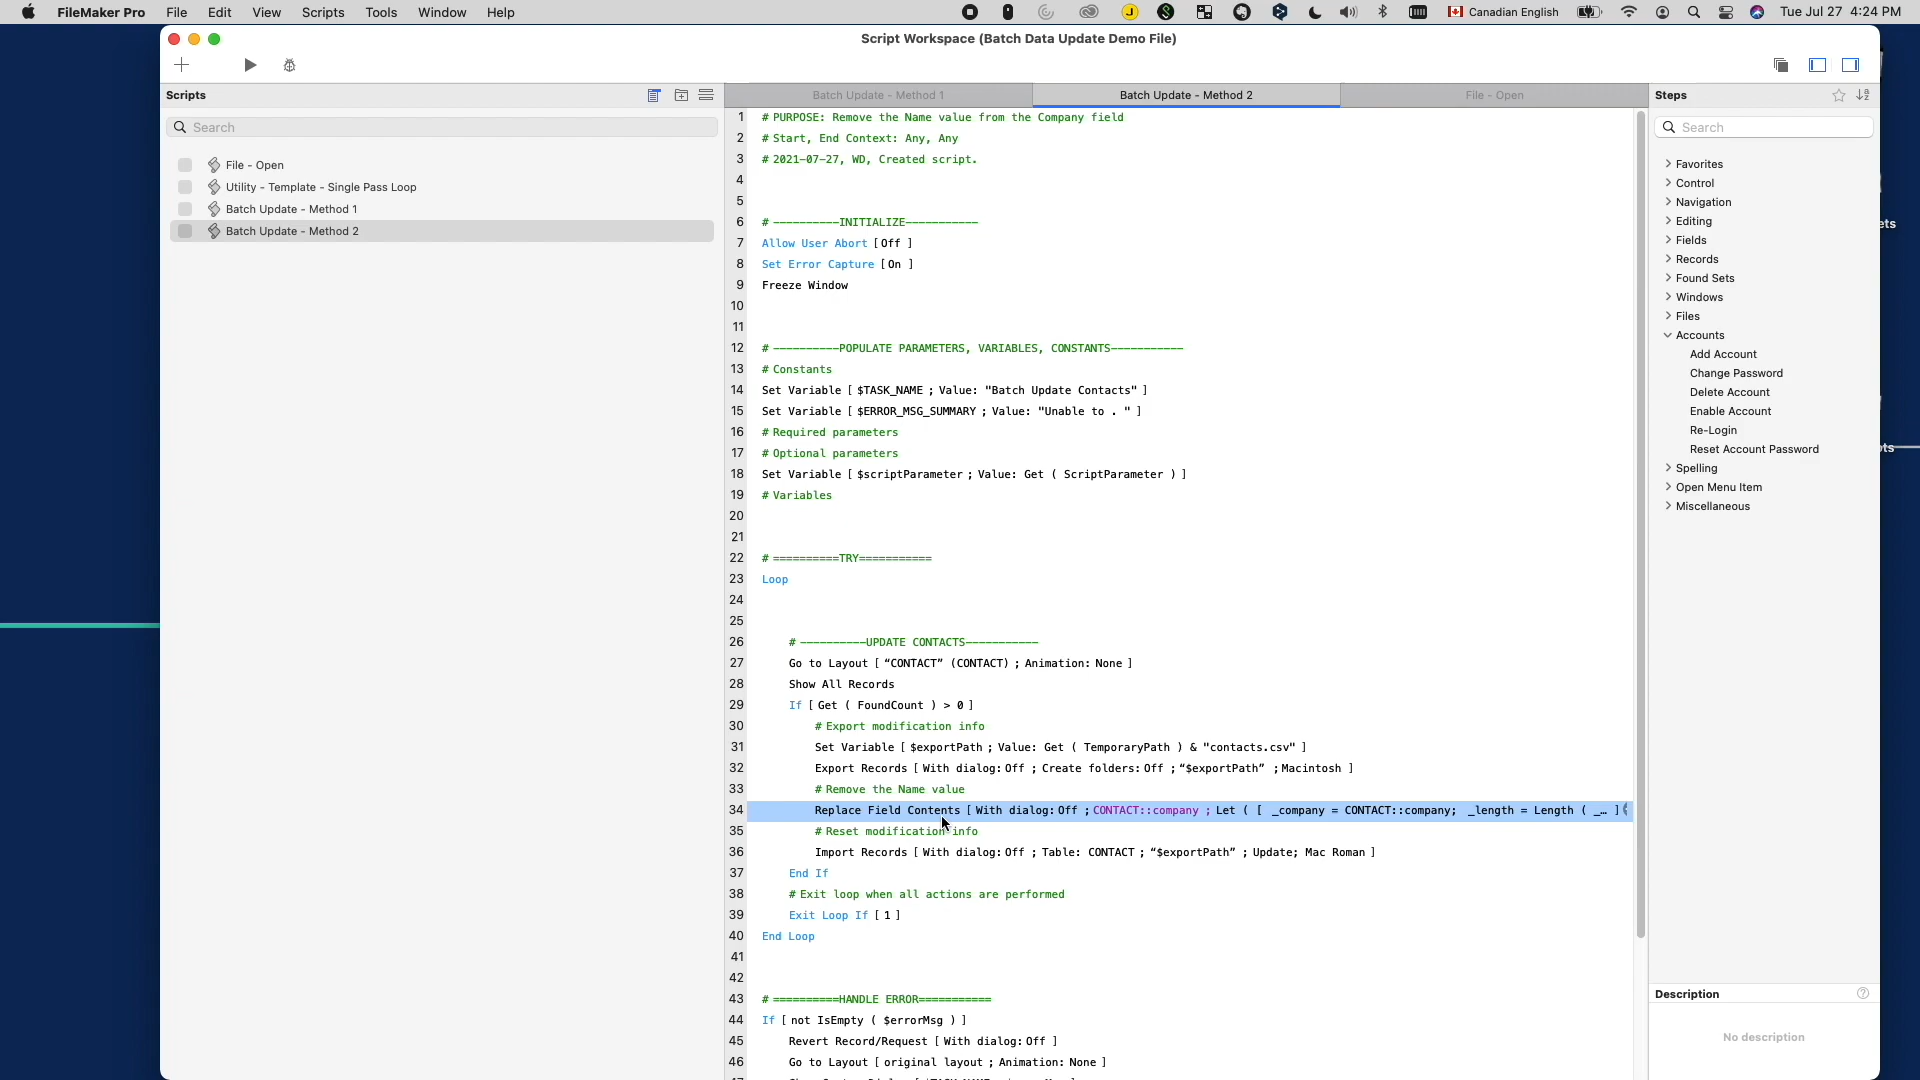 FileMaker Pro File Edit View Scripts Tools Window Help
Canadian English Tue Jul 27 4:24 PM
Script Workspace (Batch Data Update Demo File)
Scripts
Search
File - Open
Utility - Template - Single Pass Loop
Batch Update - Method 1
Batch Update - Method 2
Batch Update - Method 1 Batch Update - Method 2 File - Open
1 # PURPOSE: Remove the Name value from the Company field
2 # Start, End Context: Any, Any
3 # 2021-07-27, WD, Created script.
4
5
6 # ----------INITIALIZE-----------
7 Allow User Abort [ Off ]
8 Set Error Capture [ On ]
9 Freeze Window
10
11
12 # ----------POPULATE PARAMETERS, VARIABLES, CONSTANTS-----------
13 # Constants
14 Set Variable [ $TASK_NAME ; Value: "Batch Update Contacts" ]
15 Set Variable [ $ERROR_MSG_SUMMARY ; Value: "Unable to . " ]
16 # Required parameters
17 # Optional parameters
18 Set Variable [ $scriptParameter ; Value: Get ( ScriptParameter ) ]
19 # Variables
20
21
22 # ==========TRY===========
23 Loop
24
25
26 # ----------UPDATE CONTACTS-----------
27 Go to Layout [ “CONTACT” (CONTACT) ; Animation: None ]
28 Show All Records
29 If [ Get ( FoundCount ) > 0 ]
30 # Export modification info
31 Set Variable [ $exportPath ; Value: Get ( TemporaryPath ) & "contacts.csv" ]
32 Export Records [ With dialog: Off ; Create folders: Off ; “$exportPath” ; Macintosh ]
33 # Remove the Name value
34 Replace Field Contents [ With dialog: Off ; CONTACT::company ; Let ( [ _company = CONTACT::company; _length = Length ( _… ]
35 # Reset modification info
36 Import Records [ With dialog: Off ; Table: CONTACT ; “$exportPath” ; Update; Mac Roman ]
37 End If
38 # Exit loop when all actions are performed
39 Exit Loop If [ 1 ]
40 End Loop
41
42
43 # ==========HANDLE ERROR===========
44 If [ not IsEmpty ( $errorMsg ) ]
45 Revert Record/Request [ With dialog: Off ]
46 Go to Layout [ original layout ; Animation: None ]
Steps
Search
Favorites
Control
Navigation
Editing
Fields
Records
Found Sets
Windows
Files
Accounts
Add Account
Change Password
Delete Account
Enable Account
Re-Login
Reset Account Password
Spelling
Open Menu Item
Miscellaneous
Description
No description